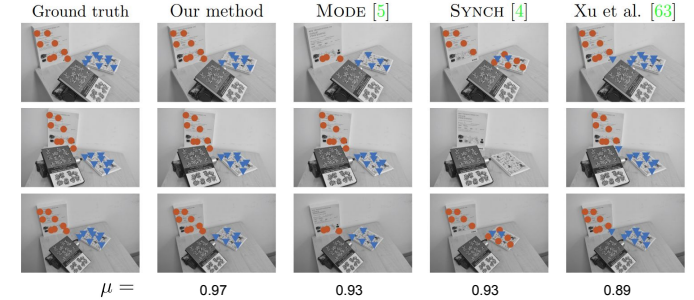 Ground truth Our method MODE [5] SYNCH [4] Xu et al. [63]
μ = 0.97 0.93 0.93 0.89